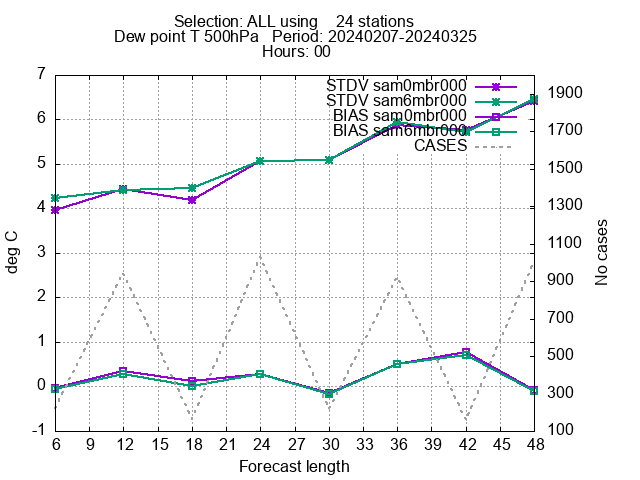 Selection: ALL using    24 stations
Dew point T 500hPa   Period: 20240207-20240325
Hours: 00
STDV sam0mbr000
STDV sam6mbr000
BIAS sam0mbr000
BIAS sam6mbr000
CASES
deg C
7
6
5
4
3
2
1
0
-1
No cases
1900
1700
1500
1300
1100
900
700
500
300
100
6 9 12 15 18 21 24 27 30 33 36 39 42 45 48
Forecast length